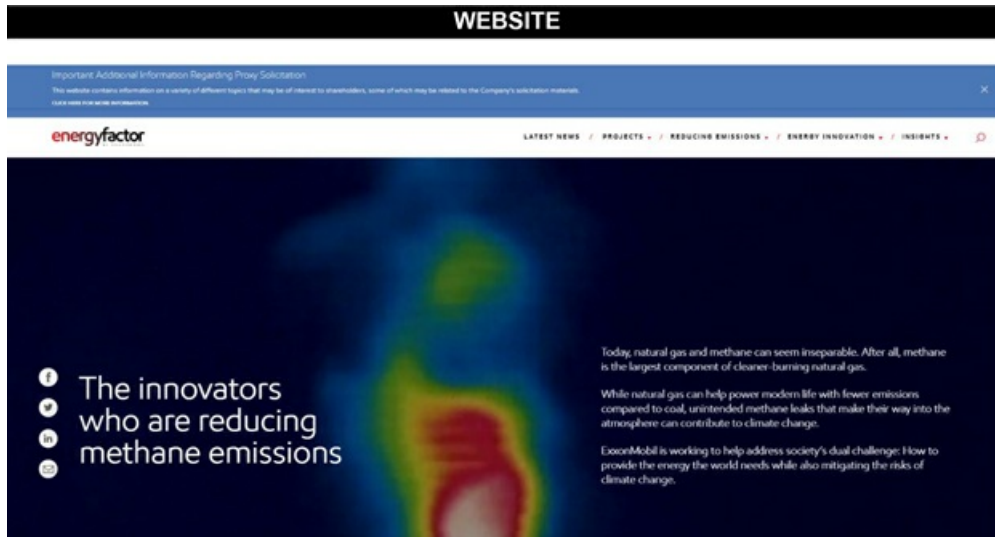 WEBSITE
Important Additional Information Regarding Proxy Solicitation
This website contains information on a variety of different topics that may be of interest to shareholders, some of which may be related to the Company's solicitation materials.
CLICK HERE FOR MORE INFORMATION.
energyfactor
LATEST NEWS / PROJECTS / REDUCING EMISSIONS / ENERGY INNOVATION / INSIGHTS
The innovators
who are reducing
methane emissions
Today, natural gas and methane can seem inseparable. After all, methane
is the largest component of cleaner-burning natural gas.
While natural gas can help power modern life with fewer emissions
compared to coal, unintended methane leaks that make their way into the
atmosphere can contribute to climate change.
ExxonMobil is working to help address society's dual challenge: How to
provide the energy the world needs while also mitigating the risks of
climate change.